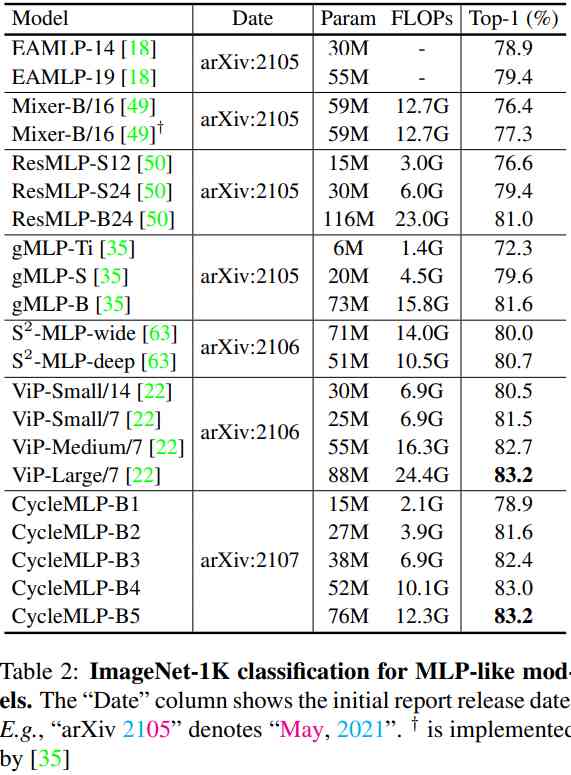 Model Date Param FLOPs Top-1 (%)
EAMLP-14 [18] 30M - 78.9
arXiv:2105
EAMLP-19 [18] 55M - 79.4
Mixer-B/16 [49] 59M 12.7G 76.4
arXiv:2105
Mixer-B/16 [49]† 59M 12.7G 77.3
ResMLP-S12 [50] 15M 3.0G 76.6
ResMLP-S24 [50] arXiv:2105 30M 6.0G 79.4
ResMLP-B24 [50] 116M 23.0G 81.0
gMLP-Ti [35] 6M 1.4G 72.3
gMLP-S [35] arXiv:2105 20M 4.5G 79.6
gMLP-B [35] 73M 15.8G 81.6
S²-MLP-wide [63] 71M 14.0G 80.0
arXiv:2106
S²-MLP-deep [63] 51M 10.5G 80.7
ViP-Small/14 [22] 30M 6.9G 80.5
ViP-Small/7 [22] 25M 6.9G 81.5
arXiv:2106
ViP-Medium/7 [22] 55M 16.3G 82.7
ViP-Large/7 [22] 88M 24.4G 83.2
CycleMLP-B1 15M 2.1G 78.9
CycleMLP-B2 27M 3.9G 81.6
CycleMLP-B3 arXiv:2107 38M 6.9G 82.4
CycleMLP-B4 52M 10.1G 83.0
CycleMLP-B5 76M 12.3G 83.2
Table 2: ImageNet-1K classification for MLP-like mod-
els. The “Date” column shows the initial report release date
E.g., “arXiv 2105” denotes “May, 2021”. † is implemented
by [35]